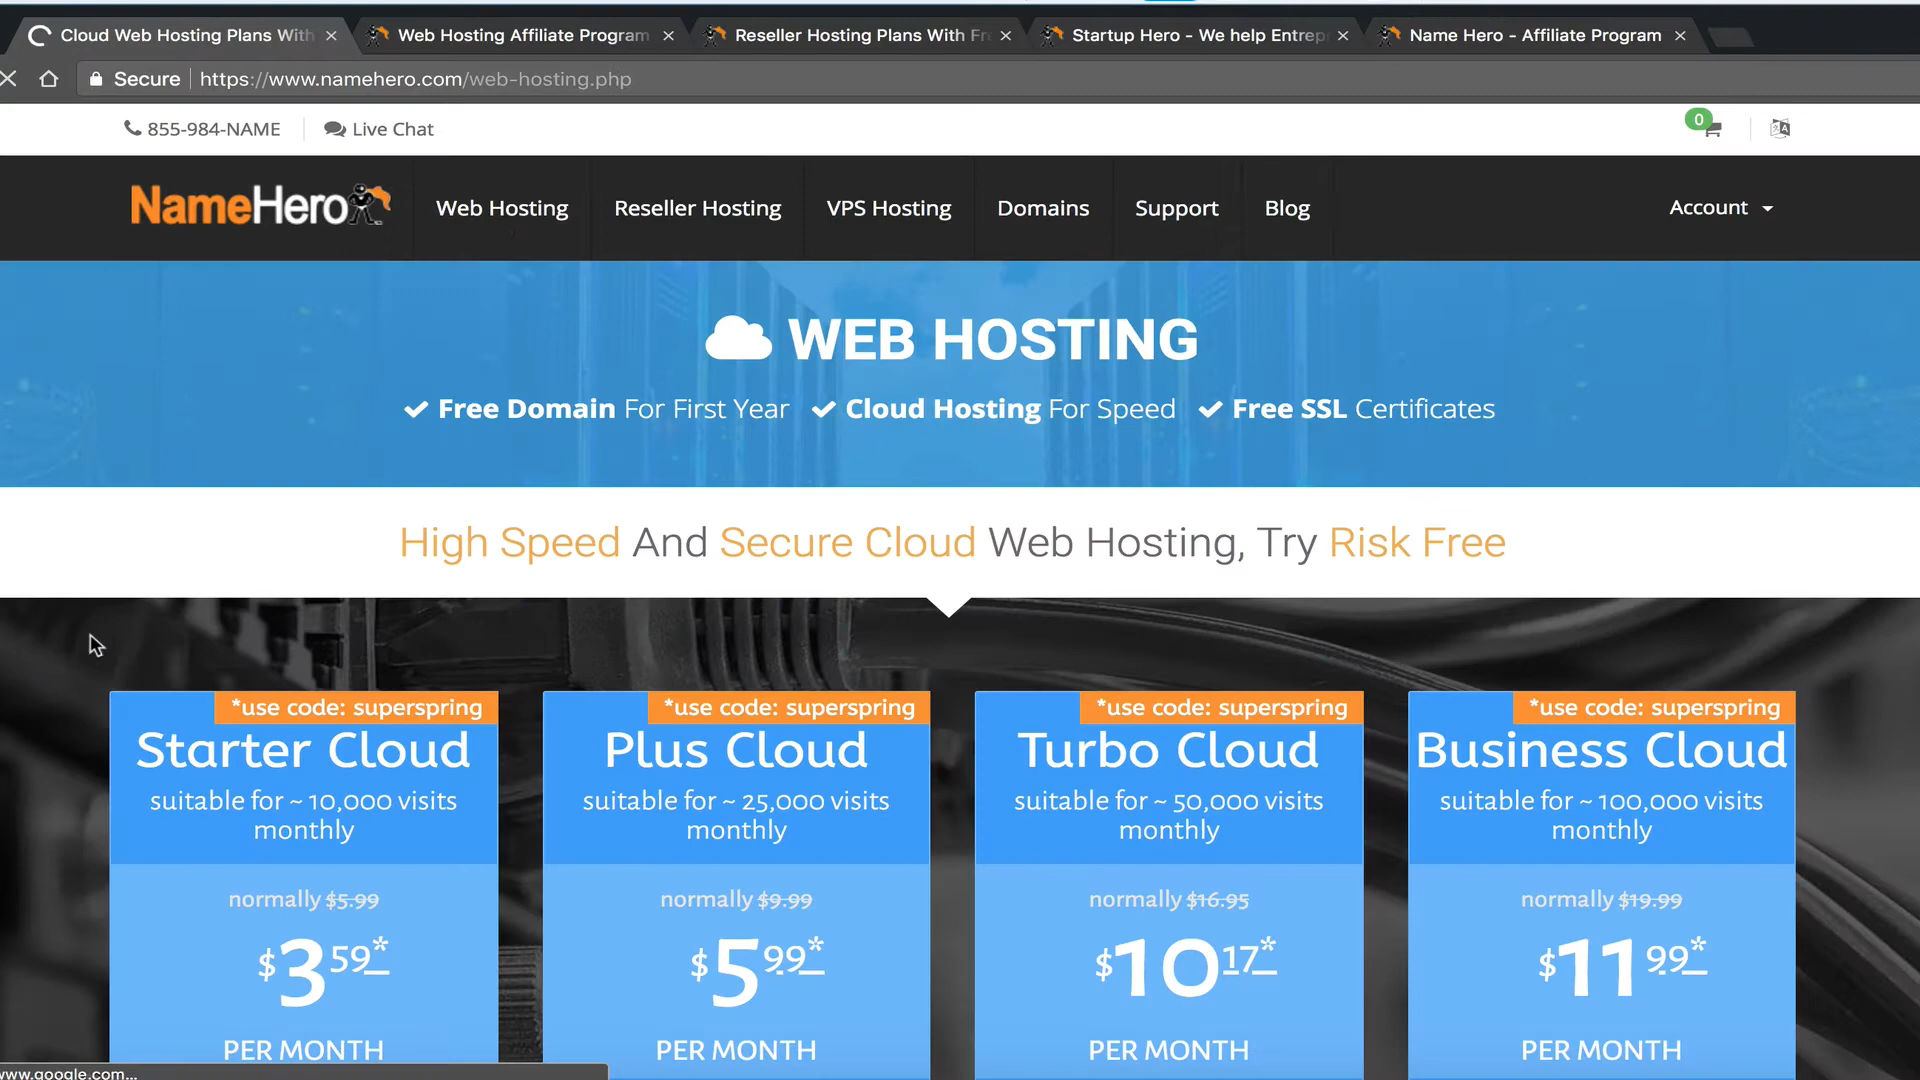 Cloud Web Hosting Plans With
Web Hosting Affiliate Program
Reseller Hosting Plans With Fr
Startup Hero - We help Entrep
Name Hero - Affiliate Program
Secure https://www.namehero.com/web-hosting.php
855-984-NAME Live Chat
0
NameHero Web Hosting Reseller Hosting VPS Hosting Domains Support Blog Account
WEB HOSTING
Free Domain For First Year Cloud Hosting For Speed Free SSL Certificates
High Speed And Secure Cloud Web Hosting, Try Risk Free
*use code: superspring
Starter Cloud
suitable for ~ 10,000 visits
monthly
normally $5.99
$3 59*
PER MONTH
*use code: superspring
Plus Cloud
suitable for ~ 25,000 visits
monthly
normally $9.99
$5 99*
PER MONTH
*use code: superspring
Turbo Cloud
suitable for ~ 50,000 visits
monthly
normally $16.95
$10 17*
PER MONTH
*use code: superspring
Business Cloud
suitable for ~ 100,000 visits
monthly
normally $19.99
$11 99*
PER MONTH
www.google.com...